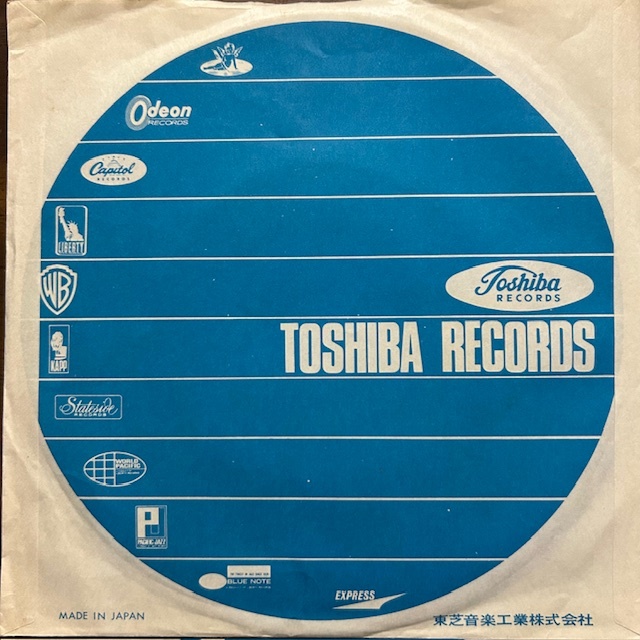 Odeon
RECORDS
Capitol
RECORDS
LIBERTY
WB
Toshiba
RECORDS
TOSHIBA RECORDS
KAPP
Stateside
RECORDS
WORLD
PACIFIC
P
PACIFIC JAZZ
BLUE NOTE
EXPRESS
MADE IN JAPAN
東芝音楽工業株式会社